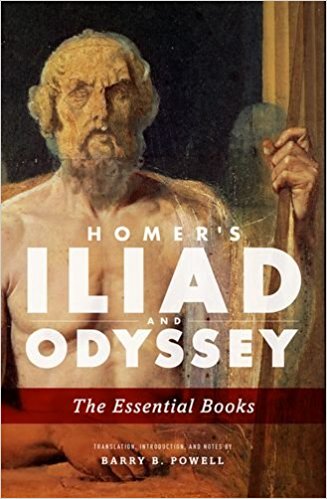 HOMER'S
ILIAD
AND
ODYSSEY
The Essential Books
TRANSLATION, INTRODUCTION, AND NOTES BY
BARRY B. POWELL